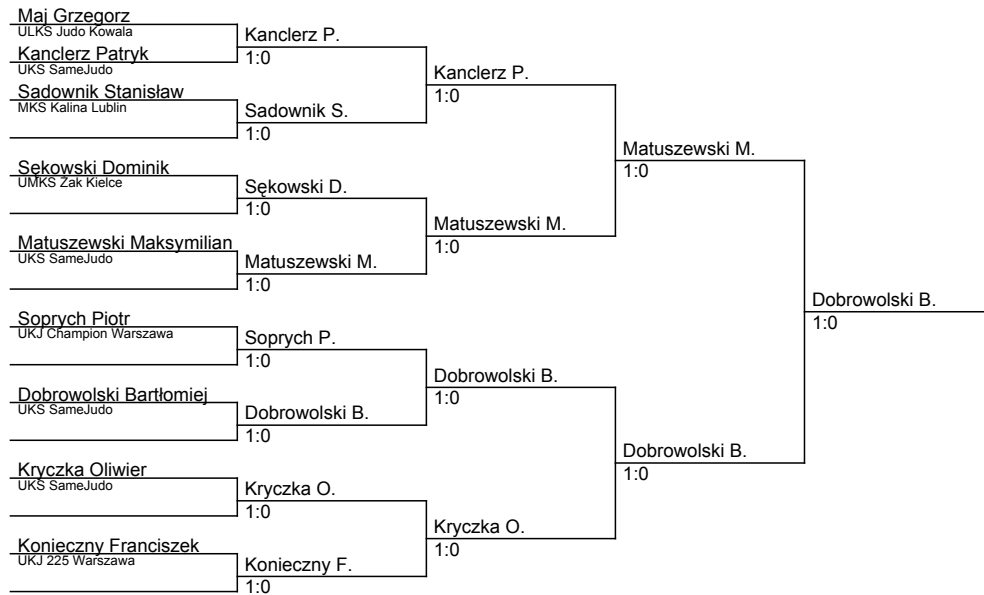 Maj Grzegorz
ULKS Judo Kowala
Kanclerz P.
1:0
Kanclerz Patryk
UKS SameJudo
Kanclerz P.
1:0
Sadownik Stanisław
MKS Kalina Lublin
Sadownik S.
1:0
Matuszewski M.
1:0
Sękowski Dominik
UMKS Żak Kielce
Sękowski D.
1:0
Matuszewski M.
1:0
Matuszewski Maksymilian
UKS SameJudo
Matuszewski M.
1:0
Dobrowolski B.
1:0
Soprych Piotr
UKJ Champion Warszawa
Soprych P.
1:0
Dobrowolski B.
1:0
Dobrowolski Bartłomiej
UKS SameJudo
Dobrowolski B.
1:0
Dobrowolski B.
1:0
Kryczka Oliwier
UKS SameJudo
Kryczka O.
1:0
Kryczka O.
1:0
Konieczny Franciszek
UKJ 225 Warszawa
Konieczny F.
1:0